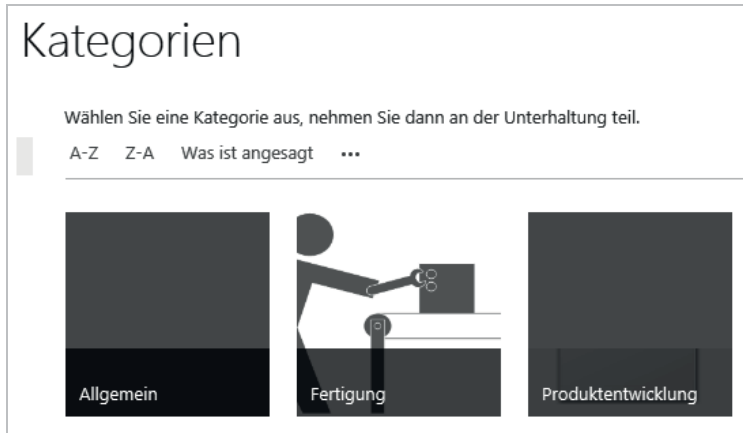 Kategorien
Wählen Sie eine Kategorie aus, nehmen Sie dann an der Unterhaltung teil.
A-Z Z-A Was ist angesagt •••
Allgemein Fertigung Produktentwicklung